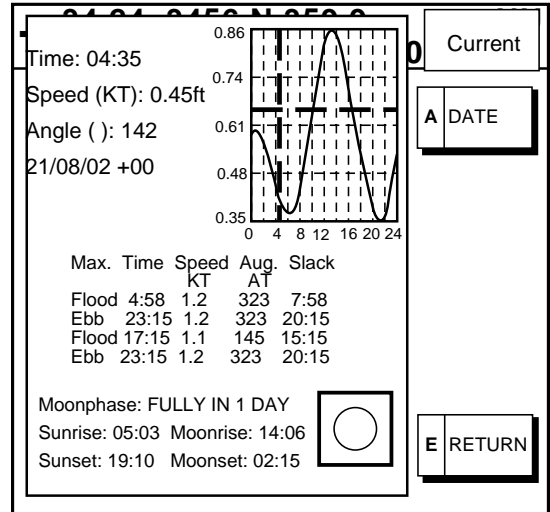 Current
Time: 04:35
Speed (KT): 0.45ft
Angle ( ): 142
21/08/02 +00
0.86
0.74
0.61
0.48
0.35
0 4 8 12 16 20 24
A DATE
Max. Time Speed Aug. Slack
KT AT
Flood 4:58 1.2 323 7:58
Ebb 23:15 1.2 323 20:15
Flood 17:15 1.1 145 15:15
Ebb 23:15 1.2 323 20:15
Moonphase: FULLY IN 1 DAY
Sunrise: 05:03 Moonrise: 14:06
Sunset: 19:10 Moonset: 02:15
E RETURN